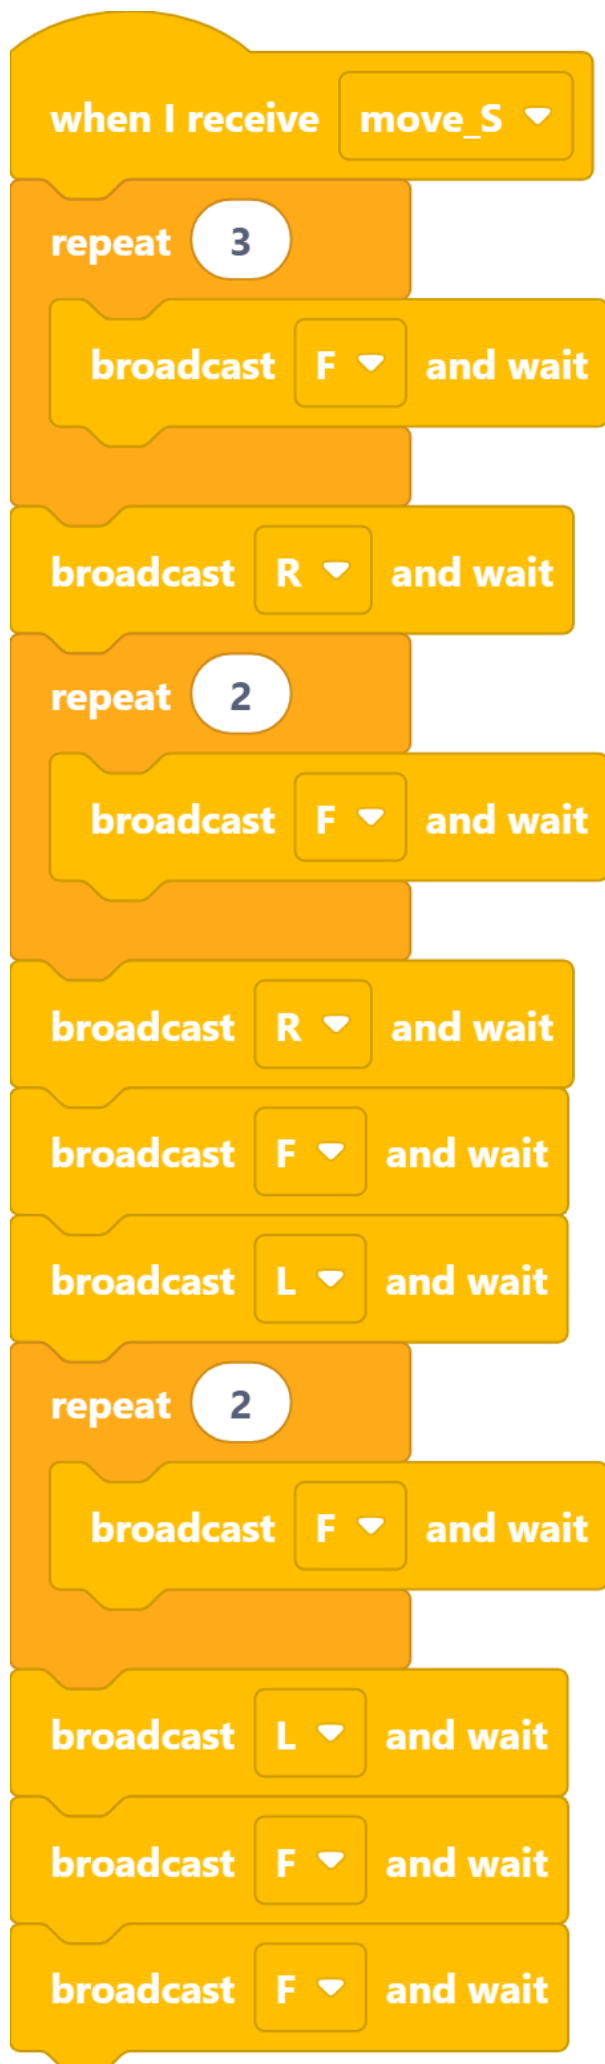 when I receive move_S
repeat 3
broadcast F and wait
broadcast R and wait
repeat 2
broadcast F and wait
broadcast R and wait
broadcast F and wait
broadcast L and wait
repeat 2
broadcast F and wait
broadcast L and wait
broadcast F and wait
broadcast F and wait